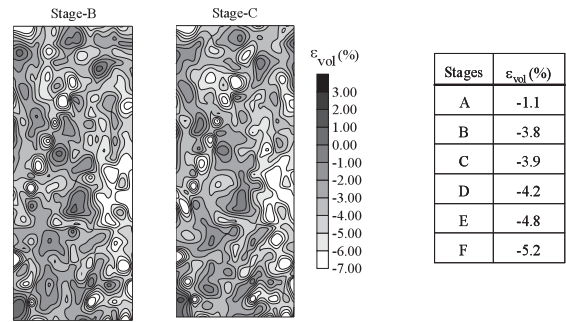 Stage-B
Stage-C
εvol (%)
3.00
2.00
1.00
0.00
-1.00
-2.00
-3.00
-4.00
-5.00
-6.00
-7.00
Stages εvol (%)
A -1.1
B -3.8
C -3.9
D -4.2
E -4.8
F -5.2